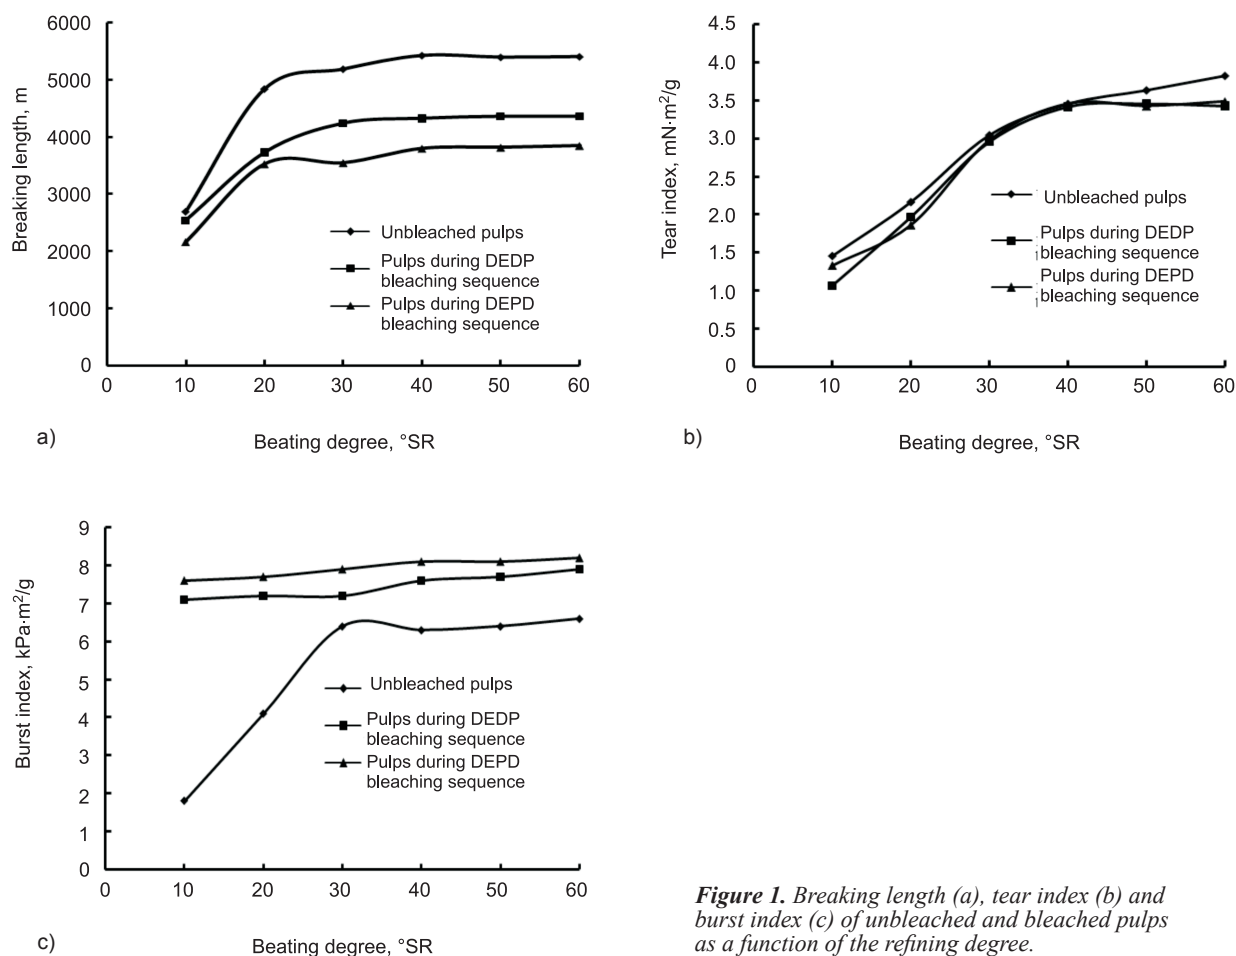 6000
5000
4000
3000
2000
1000
0
Breaking length, m
0 10 20 30 40 50 60
Beating degree, °SR
Unbleached pulps
Pulps during DEDP
bleaching sequence
Pulps during DEPD
bleaching sequence
a)
4.5
4.0
3.5
3.0
2.5
2.0
1.5
1.0
0.5
0
Tear index, mN·m²/g
0 10 20 30 40 50 60
Beating degree, °SR
Unbleached pulps
Pulps during DEDP
bleaching sequence
Pulps during DEPD
bleaching sequence
b)
9
8
7
6
5
4
3
2
1
0
Burst index, kPa·m²/g
0 10 20 30 40 50 60
Beating degree, °SR
Unbleached pulps
Pulps during DEDP
bleaching sequence
Pulps during DEPD
bleaching sequence
c)
Figure 1. Breaking length (a), tear index (b) and
burst index (c) of unbleached and bleached pulps
as a function of the refining degree.